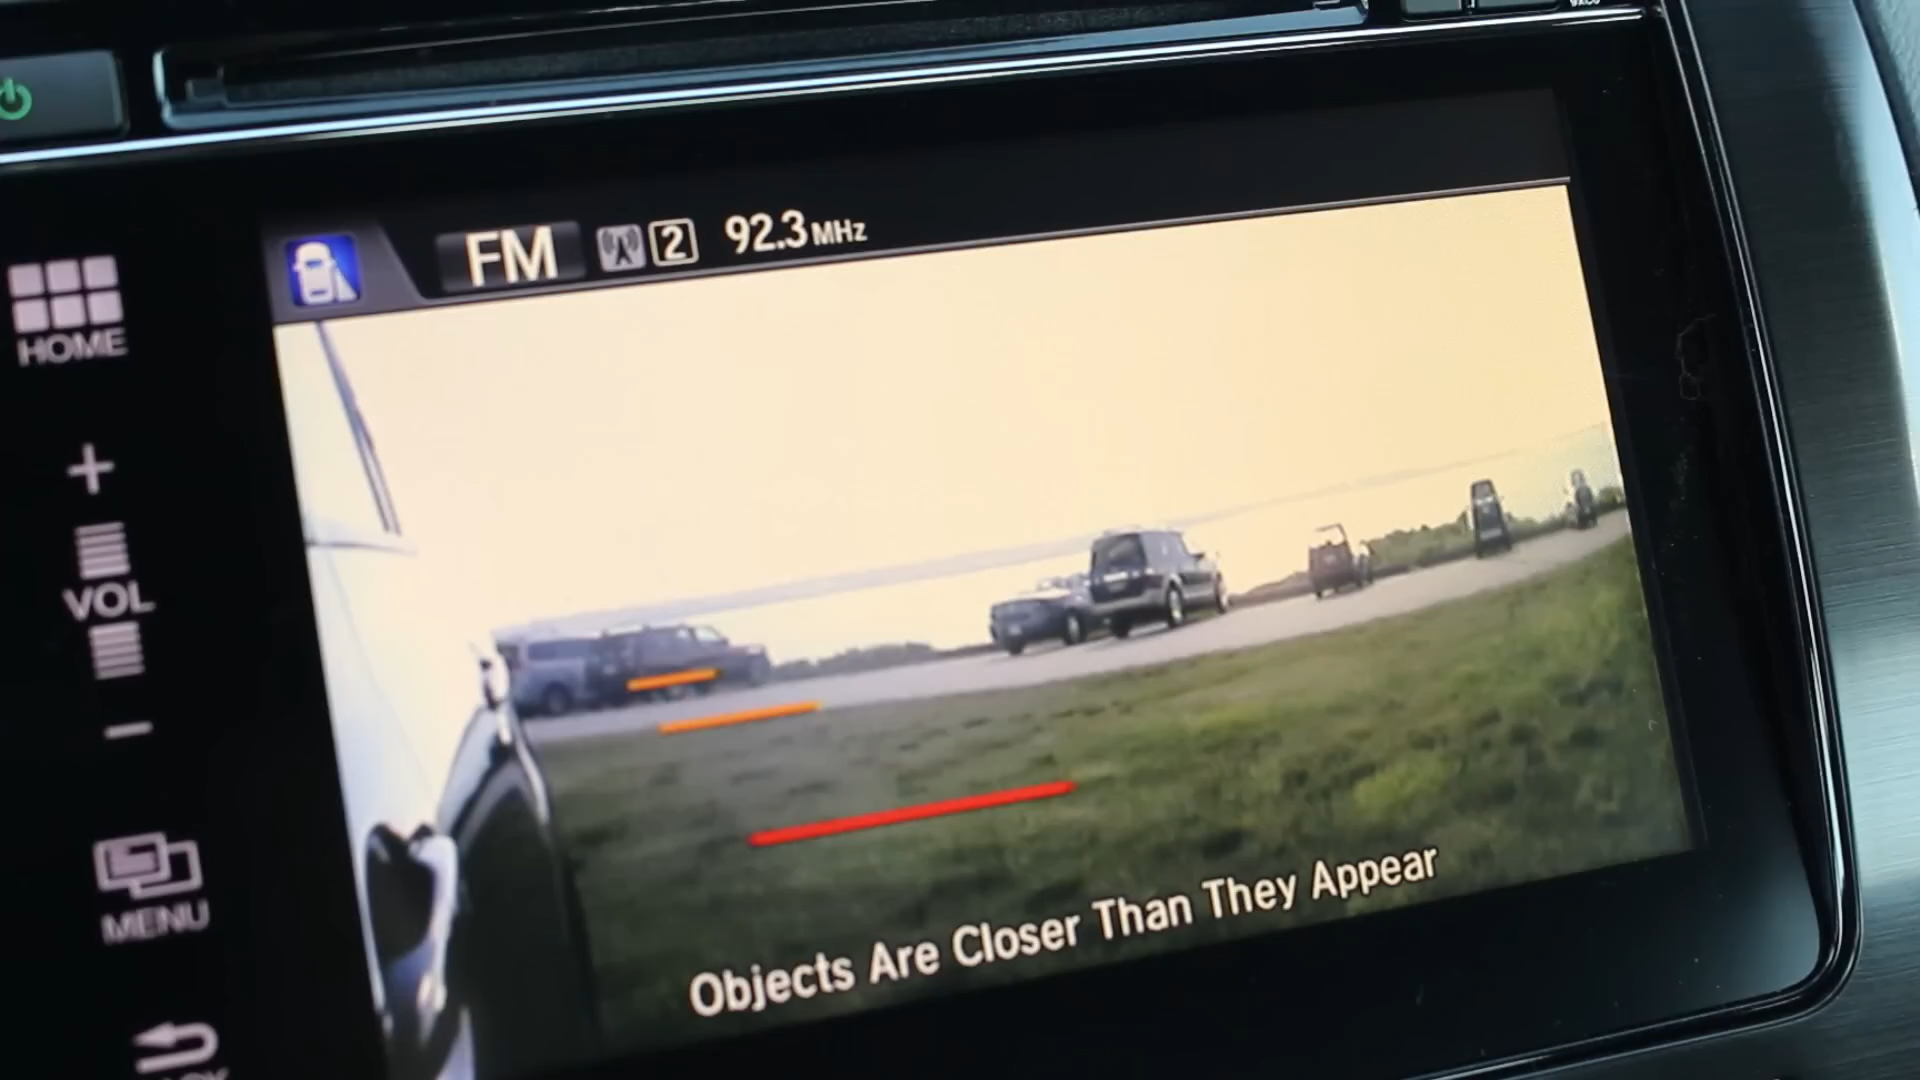 FM 2 92.3 MHz
HOME
+
VOL
−
MENU
Objects Are Closer Than They Appear